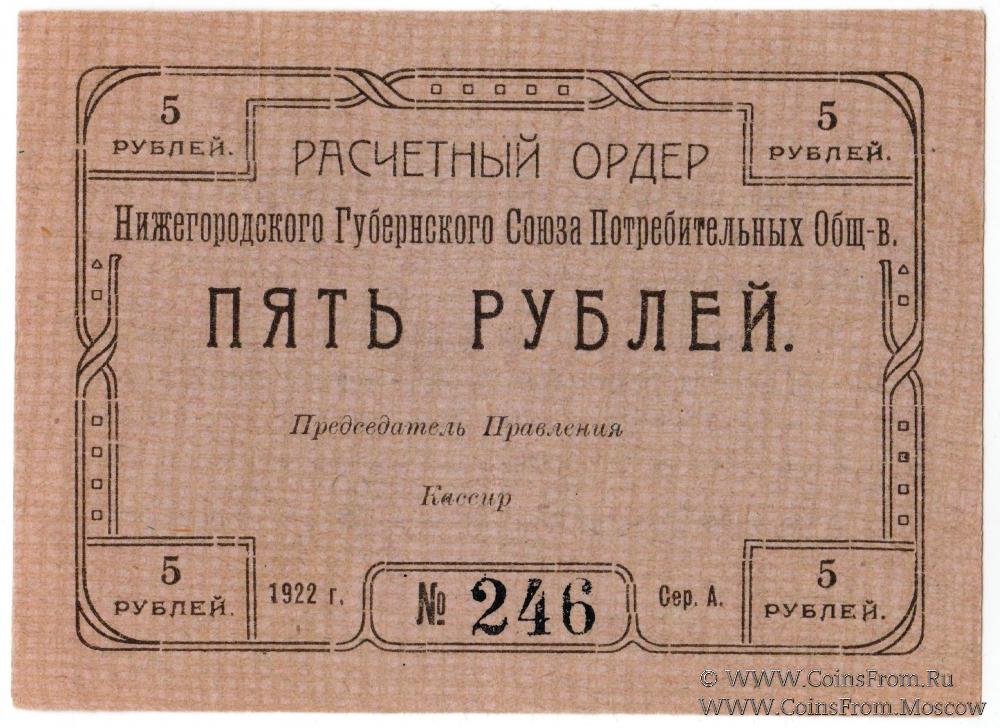 5 РУБЛЕЙ.
5 РУБЛЕЙ.
РАСЧЕТНЫЙ ОРДЕР
Нижегородского Губернского Союза Потребительных Общ-в.
ПЯТЬ РУБЛЕЙ.
Председатель Правления
Кассир
5 РУБЛЕЙ.
1922 г.
№ 246
Сер. А.
5 РУБЛЕЙ.
© WWW.CoinsFrom.Ru
WWW.CoinsFrom.Moscow